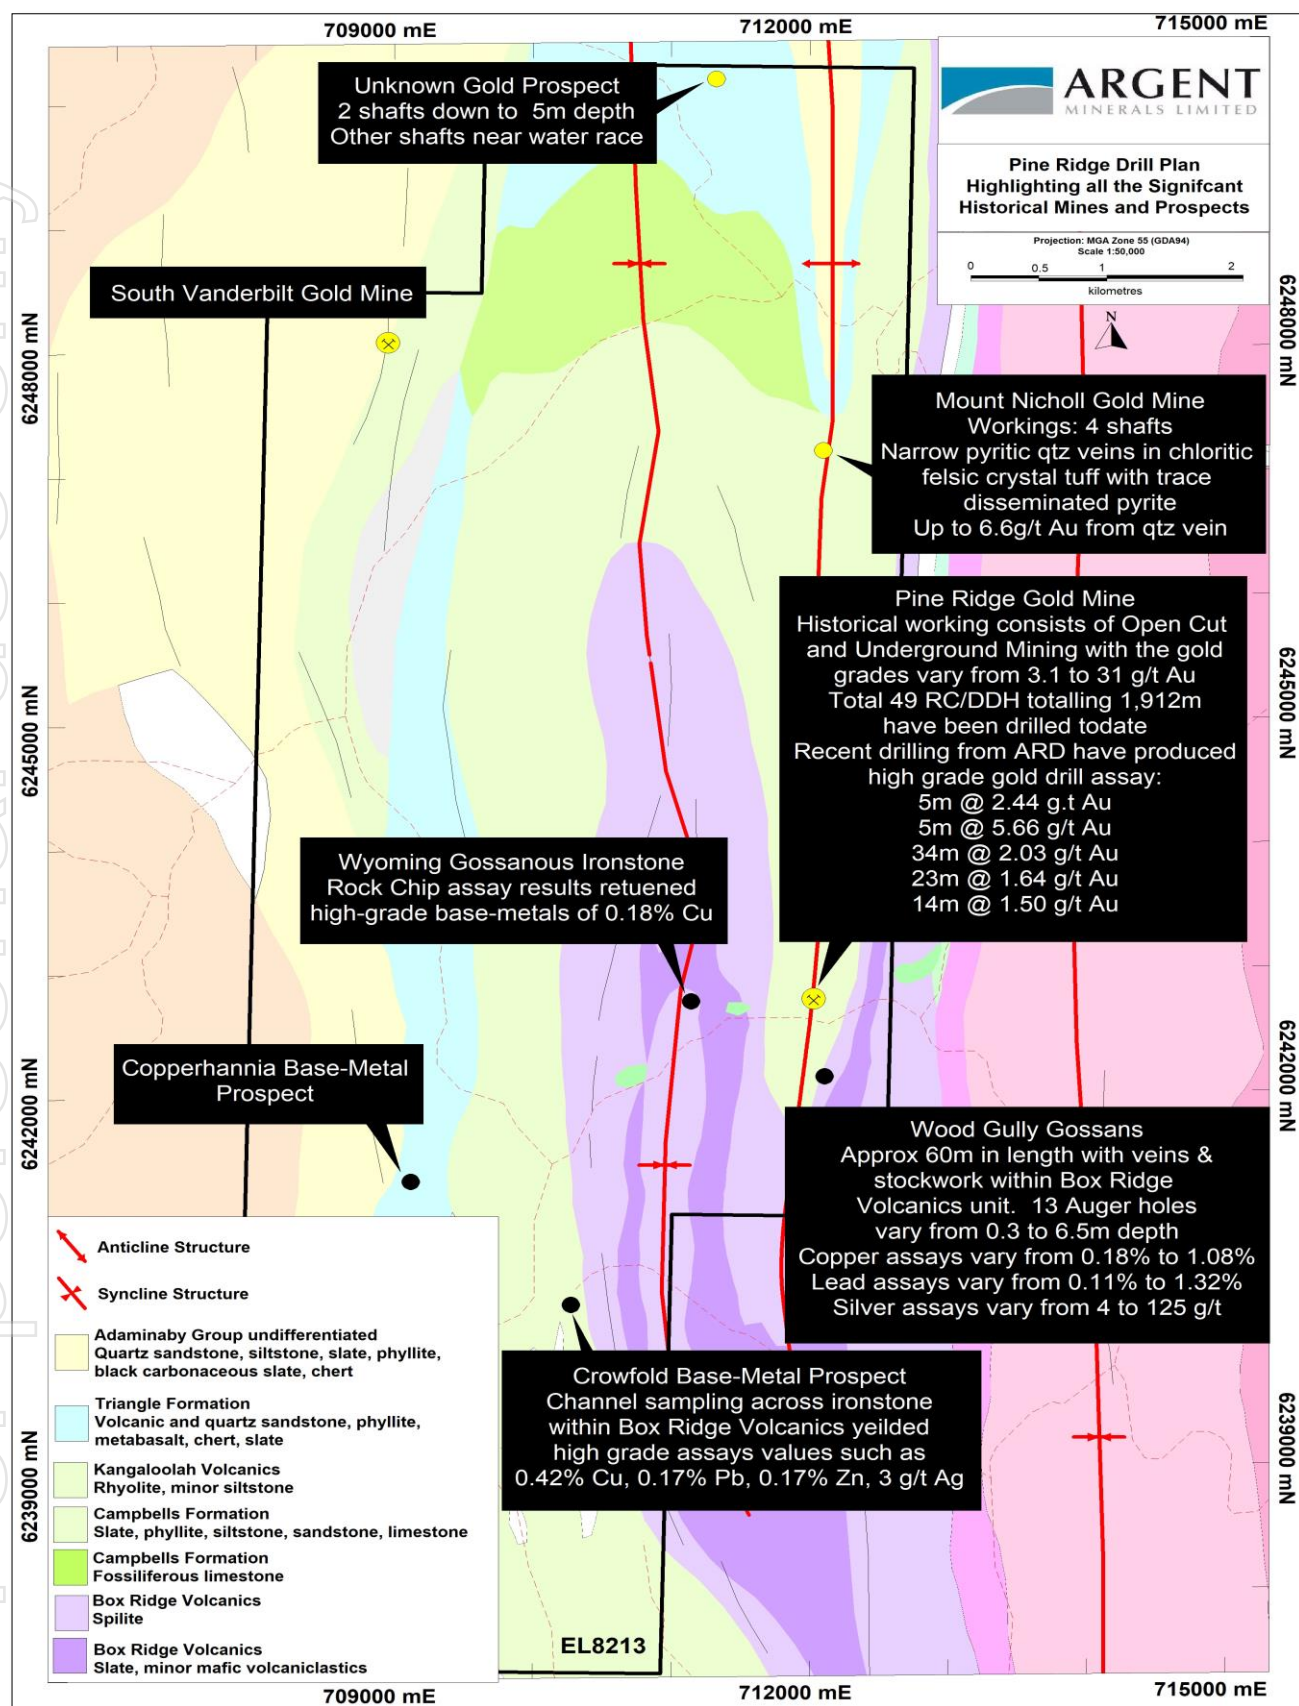 709000 mE
712000 mE
715000 mE
Unknown Gold Prospect
2 shafts down to 5m depth
Other shafts near water race
ARGENT
MINERALS LIMITED
Pine Ridge Drill Plan
Highlighting all the Signifcant
Historical Mines and Prospects
Projection: MGA Zone 55 (GDA94)
Scale 1:50,000
0 0.5 1 2
kilometres
N
South Vanderbilt Gold Mine
6248000 mN
6248000 mN
Mount Nicholl Gold Mine
Workings: 4 shafts
Narrow pyritic qtz veins in chloritic
felsic crystal tuff with trace
disseminated pyrite
Up to 6.6g/t Au from qtz vein
Pine Ridge Gold Mine
Historical working consists of Open Cut
and Underground Mining with the gold
grades vary from 3.1 to 31 g/t Au
Total 49 RC/DDH totalling 1,912m
have been drilled todate
Recent drilling from ARD have produced
high grade gold drill assay:
5m @ 2.44 g.t Au
5m @ 5.66 g/t Au
34m @ 2.03 g/t Au
23m @ 1.64 g/t Au
14m @ 1.50 g/t Au
6245000 mN
6245000 mN
Wyoming Gossanous Ironstone
Rock Chip assay results retuened
high-grade base-metals of 0.18% Cu
Copperhannia Base-Metal
Prospect
6242000 mN
6242000 mN
Wood Gully Gossans
Approx 60m in length with veins &
stockwork within Box Ridge
Volcanics unit. 13 Auger holes
vary from 0.3 to 6.5m depth
Copper assays vary from 0.18% to 1.08%
Lead assays vary from 0.11% to 1.32%
Silver assays vary from 4 to 125 g/t
Crowfold Base-Metal Prospect
Channel sampling across ironstone
within Box Ridge Volcanics yeilded
high grade assays values such as
0.42% Cu, 0.17% Pb, 0.17% Zn, 3 g/t Ag
6239000 mN
6239000 mN
Anticline Structure
Syncline Structure
Adaminaby Group undifferentiated
Quartz sandstone, siltstone, slate, phyllite,
black carbonaceous slate, chert
Triangle Formation
Volcanic and quartz sandstone, phyllite,
metabasalt, chert, slate
Kangaloolah Volcanics
Rhyolite, minor siltstone
Campbells Formation
Slate, phyllite, siltstone, sandstone, limestone
Campbells Formation
Fossiliferous limestone
Box Ridge Volcanics
Spilite
Box Ridge Volcanics
Slate, minor mafic volcaniclastics
EL8213
709000 mE
712000 mE
715000 mE